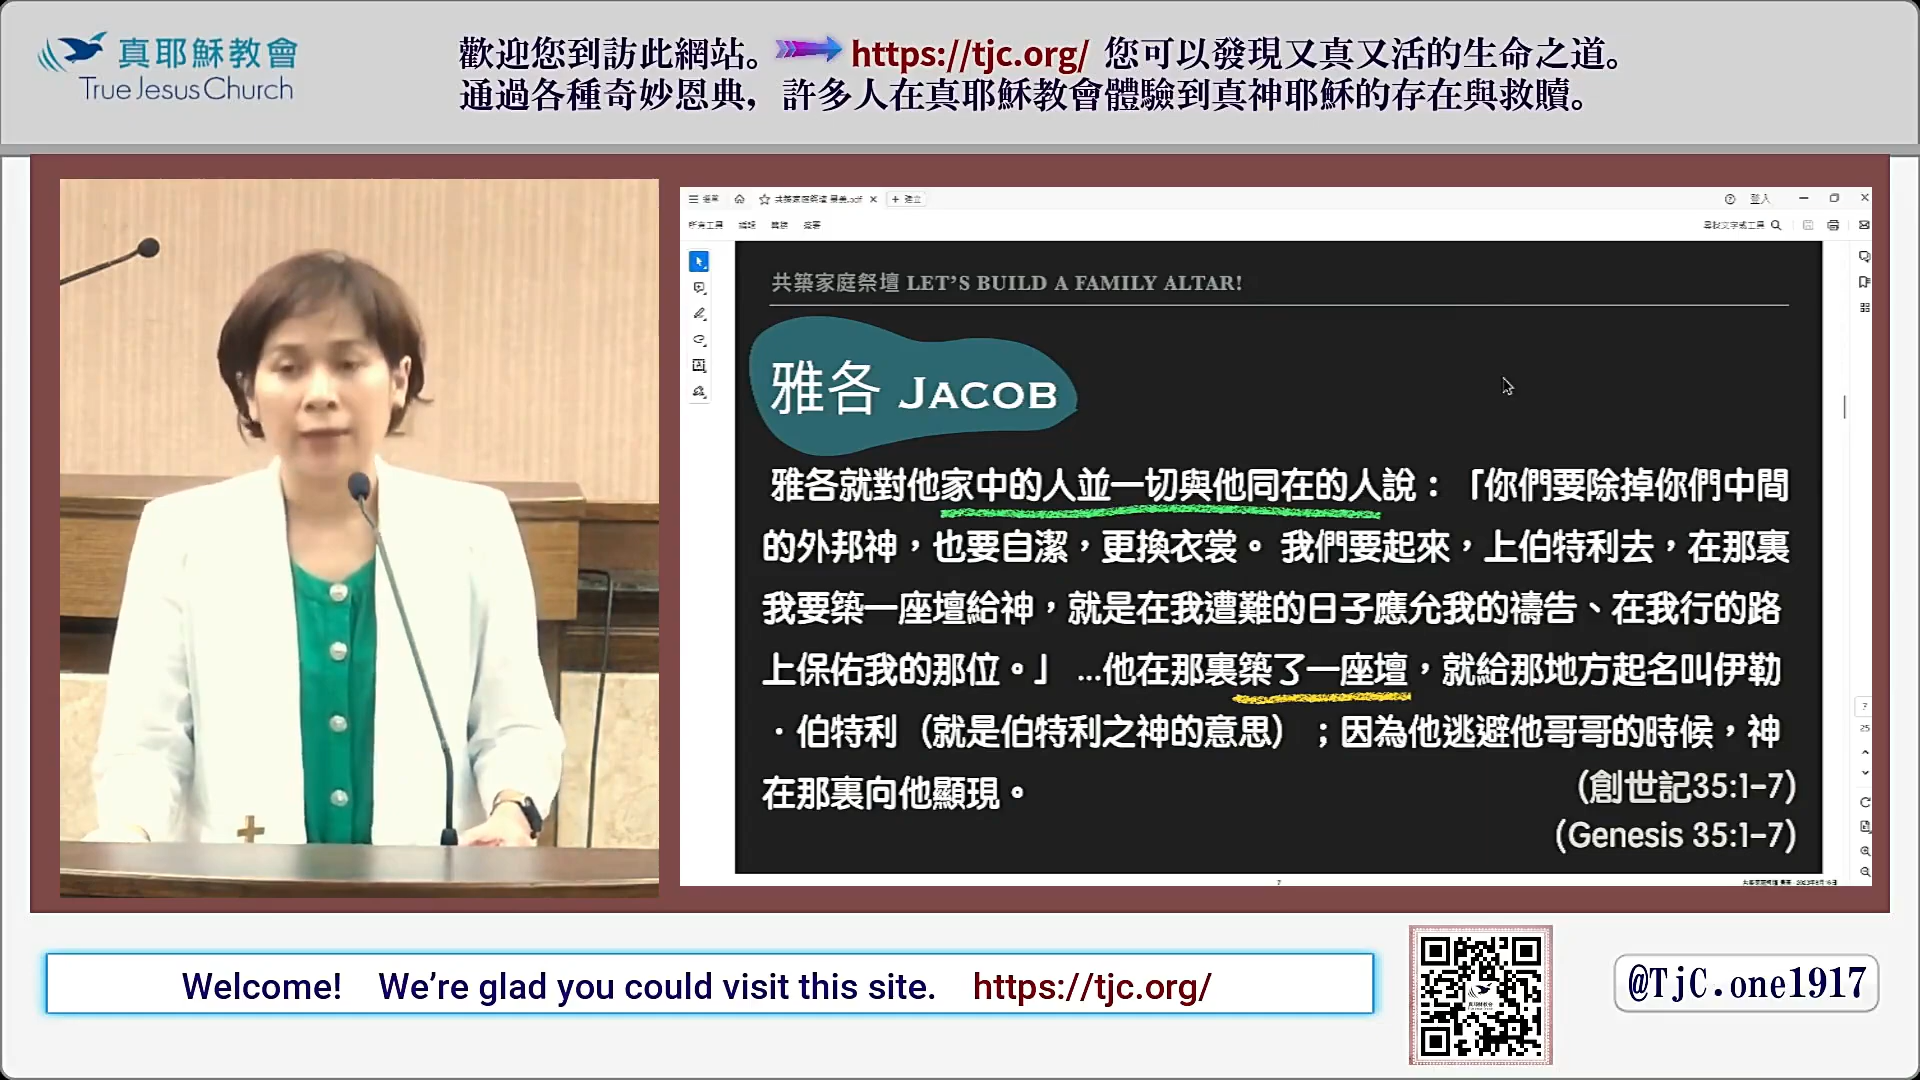 真耶穌教會
True Jesus Church
歡迎您到訪此網站。 https://tjc.org/ 您可以發現又真又活的生命之道。
通過各種奇妙恩典，許多人在真耶穌教會體驗到真神耶穌的存在與救贖。
建立
登入
所有工具
共築家庭祭壇 LET’S BUILD A FAMILY ALTAR!
雅各 JACOB
雅各就對他家中的人並一切與他同在的人說：「你們要除掉你們中間
的外邦神，也要自潔，更換衣裳。 我們要起來，上伯特利去，在那裏
我要築一座壇給神，就是在我遭難的日子應允我的禱告、在我行的路
上保佑我的那位。」 ...他在那裏築了一座壇，就給那地方起名叫伊勒
·伯特利（就是伯特利之神的意思）；因為他逃避他哥哥的時候，神
在那裏向他顯現。
(創世記35:1-7)
(Genesis 35:1-7)
7
25
Welcome! We’re glad you could visit this site. https://tjc.org/
@TjC.one1917